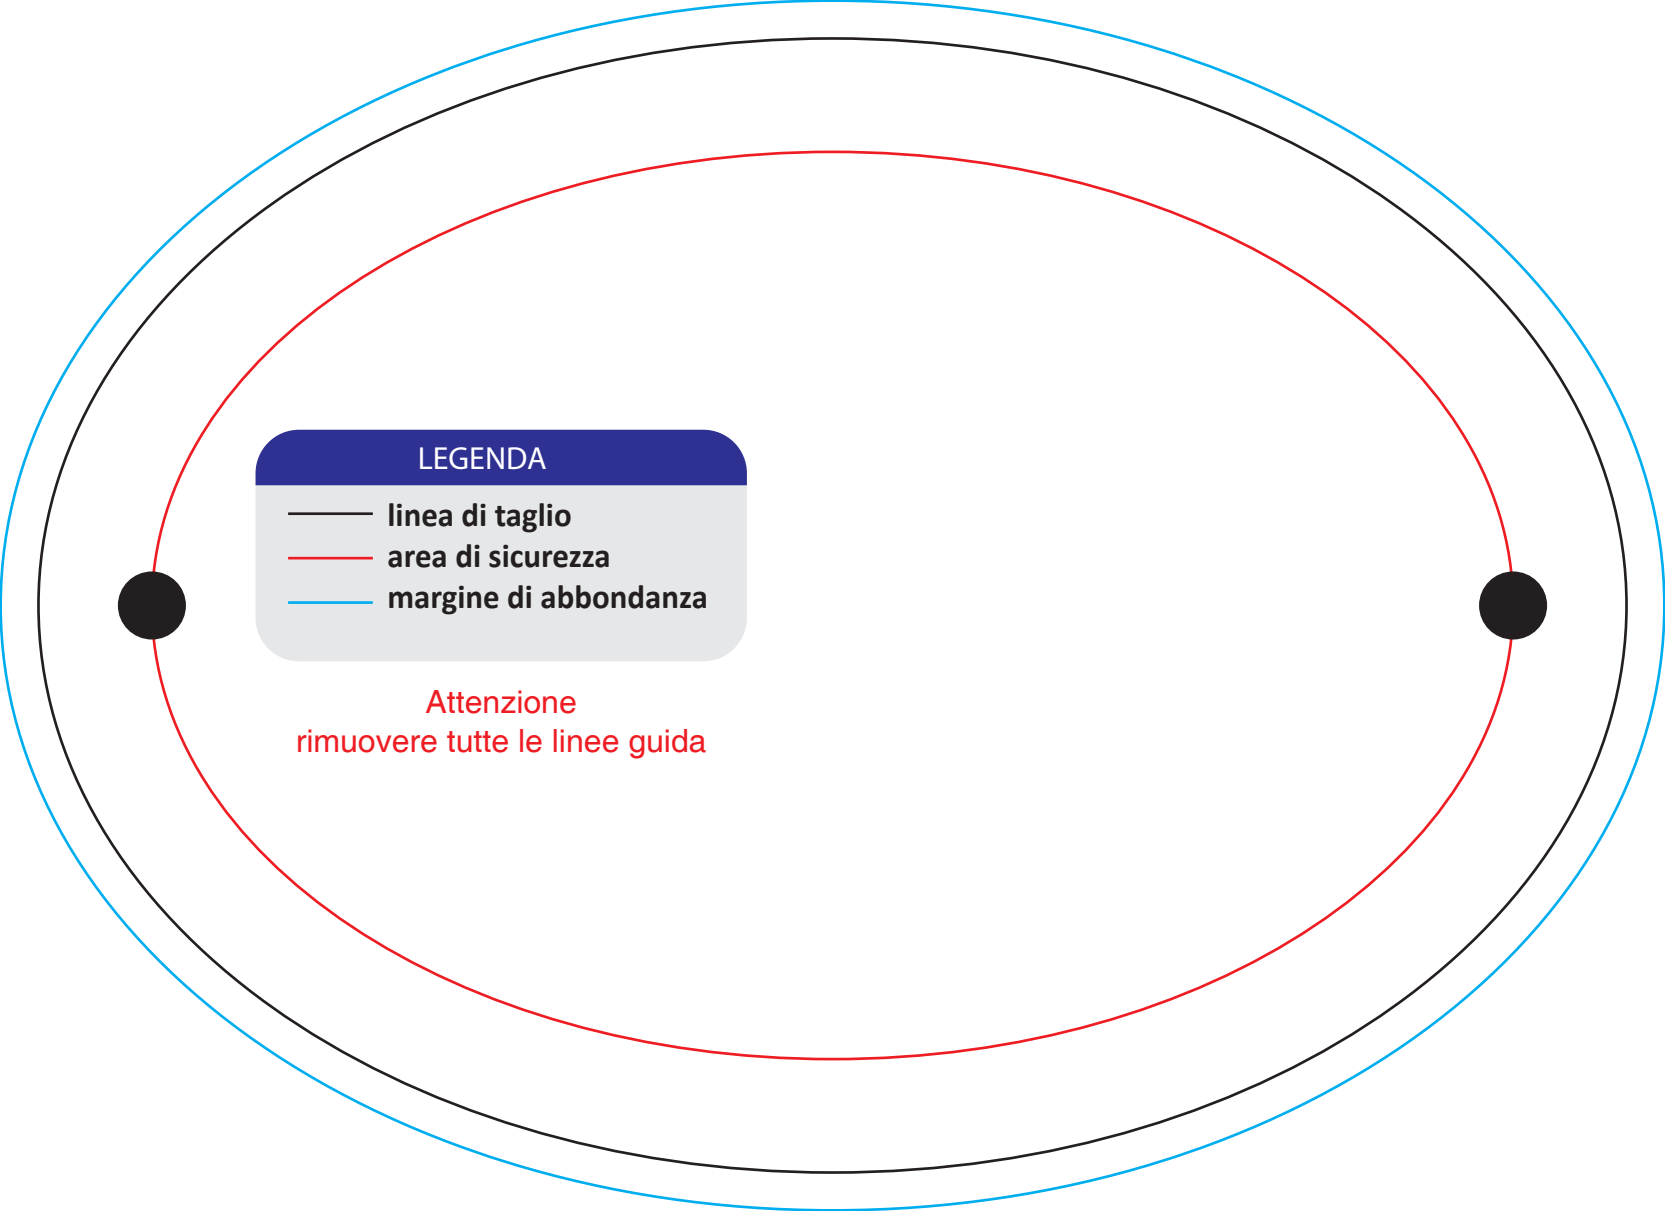 LEGENDA
linea di taglio
area di sicurezza
margine di abbondanza
Attenzione
rimuovere tutte le linee guida